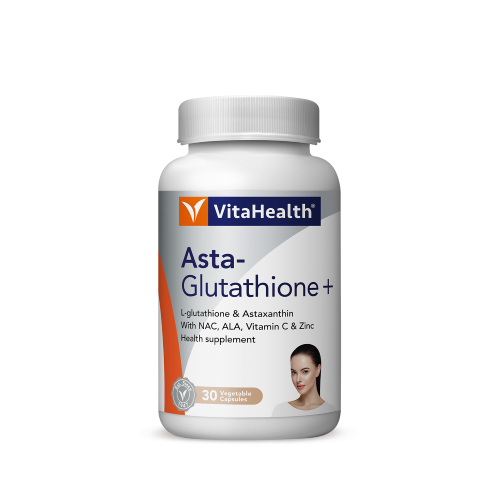 VitaHealth®
Asta-
Glutathione +
L-glutathione & Astaxanthin
With NAC, ALA, Vitamin C & Zinc
Health supplement
30 Vegetable
Capsules